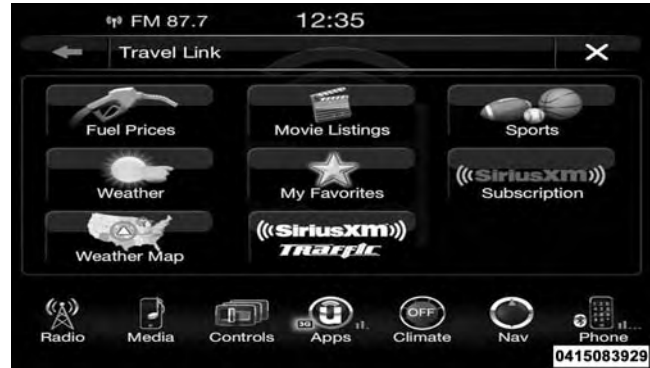 FM 87.7 12:35
Travel Link
Fuel Prices Movie Listings Sports
Weather My Favorites ((SiriusXM)) Subscription
Weather Map ((SiriusXM)) Traffic
3G OFF
Radio Media Controls Apps Climate Nav Phone
0415083929